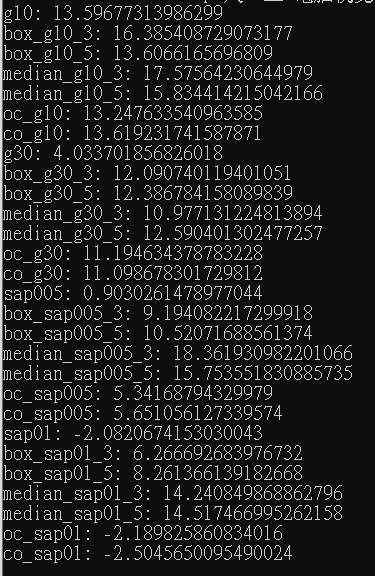 g10: 13.59677313986299
box_g10_3: 16.385408729073177
box_g10_5: 13.6066165696809
median_g10_3: 17.57564230644979
median_g10_5: 15.834414215042166
oc_g10: 13.247633540963585
co_g10: 13.619231741587871
g30: 4.033701856826018
box_g30_3: 12.090740119401051
box_g30_5: 12.386784158089839
median_g30_3: 10.977131224813894
median_g30_5: 12.590401302477257
oc_g30: 11.194634378783228
co_g30: 11.098678301729812
sap005: 0.9030261478977044
box_sap005_3: 9.194082217299918
box_sap005_5: 10.52071688561374
median_sap005_3: 18.361930982201066
median_sap005_5: 15.753551830885735
oc_sap005: 5.34168794329979
co_sap005: 5.651056127339574
sap01: -2.0820674153030043
box_sap01_3: 6.266692683976732
box_sap01_5: 8.261366139182668
median_sap01_3: 14.240849868862796
median_sap01_5: 14.517466995262158
oc_sap01: -2.189825860834016
co_sap01: -2.5045650095490024